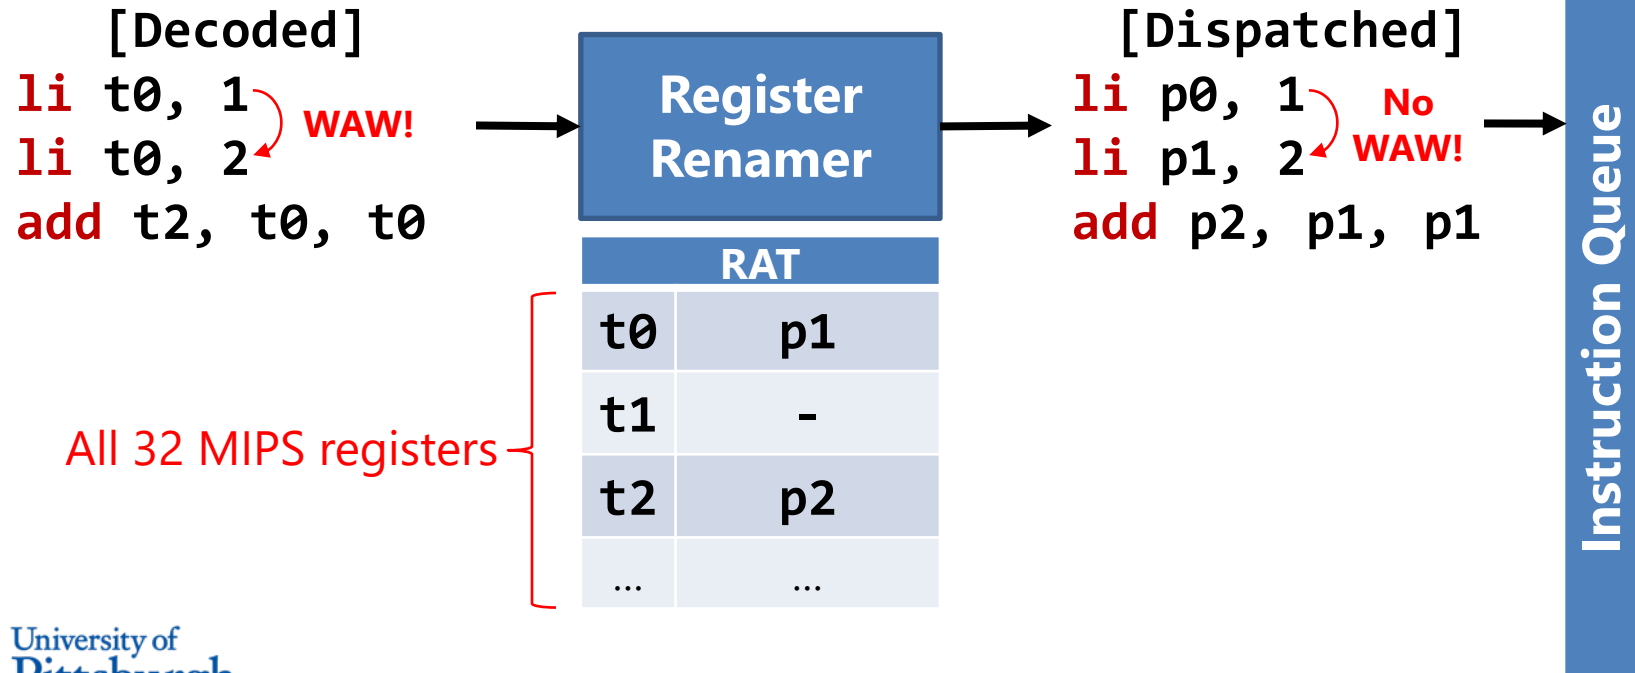 [Decoded]
li t0, 1
li t0, 2
add t2, t0, t0
WAW!
Register
Renamer
RAT
t0 p1
t1 -
t2 p2
... ...
All 32 MIPS registers
[Dispatched]
li p0, 1
li p1, 2
add p2, p1, p1
No
WAW!
Instruction Queue
University of
Pittsburgh